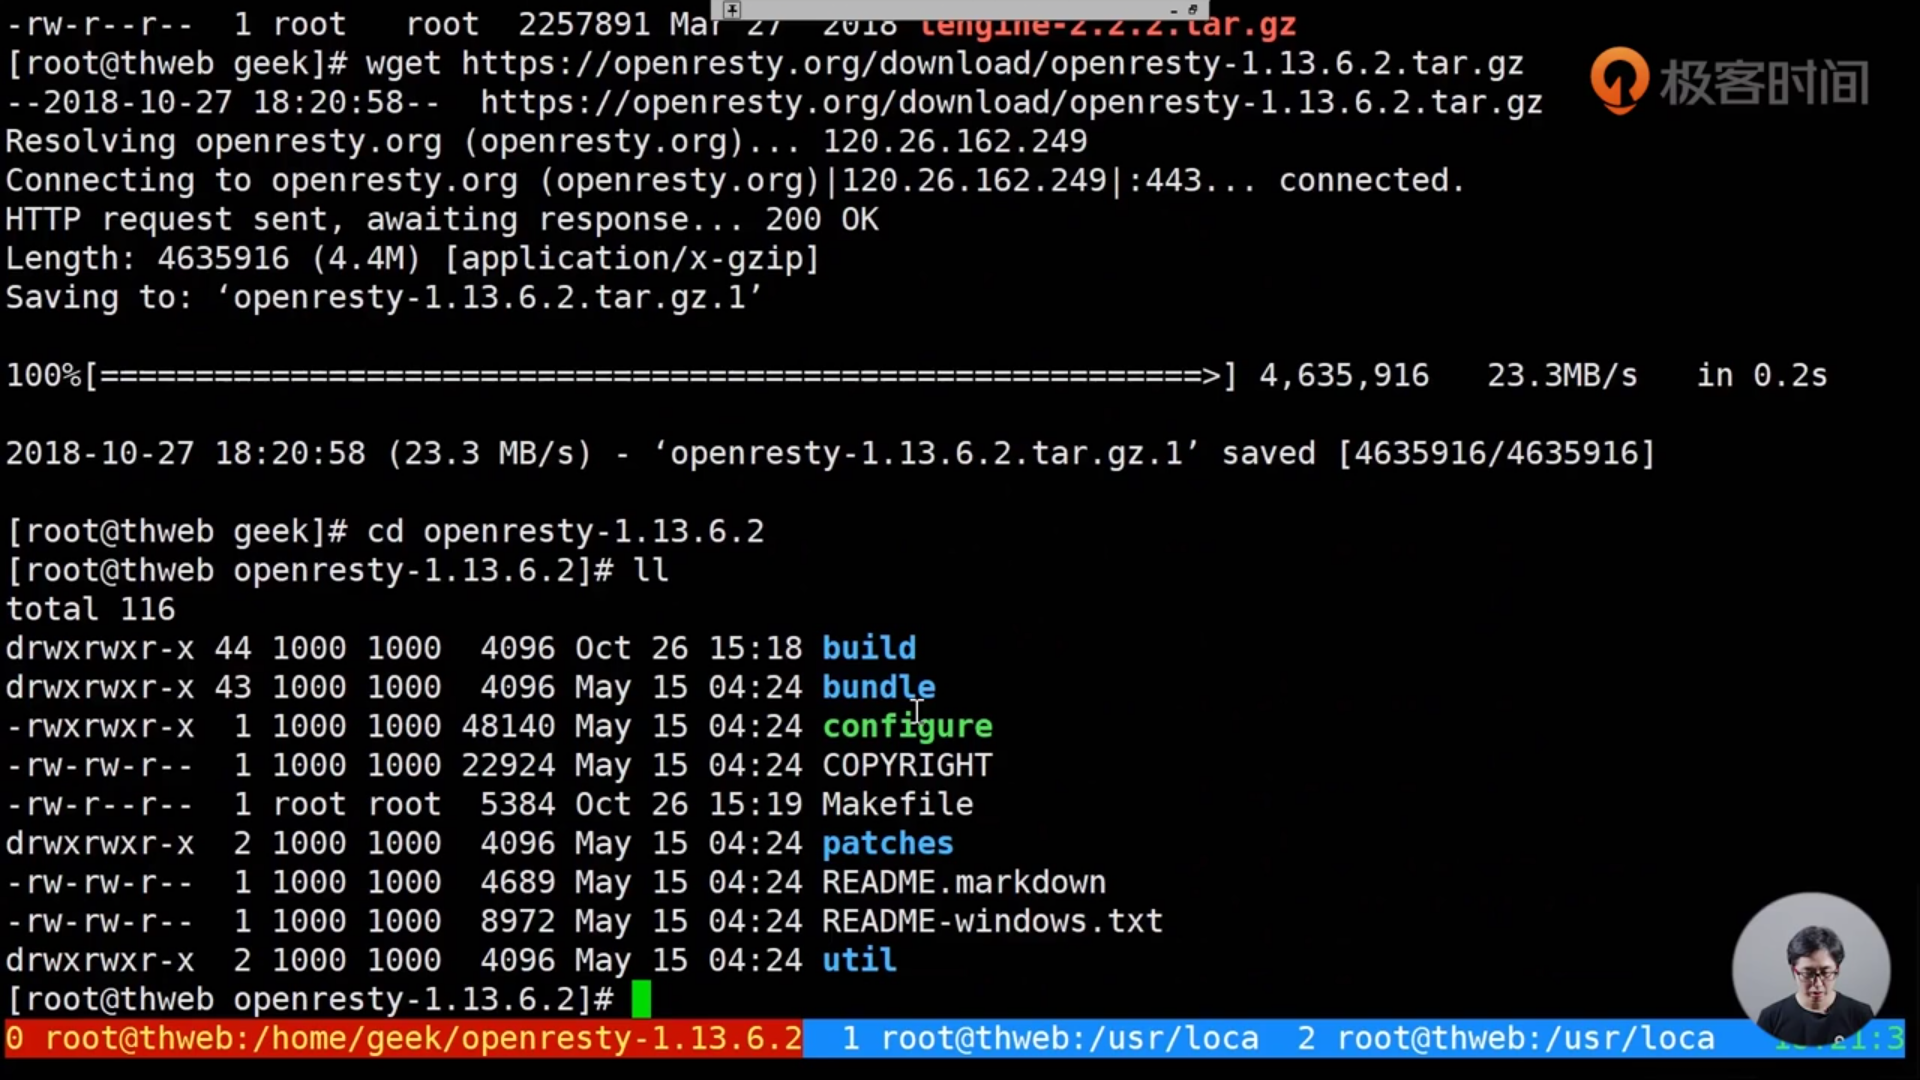 -rw-r--r-- 1 root root 2257891 Mar 27 2018 tengine-2.2.2.tar.gz
[root@thweb geek]# wget https://openresty.org/download/openresty-1.13.6.2.tar.gz
极客时间
--2018-10-27 18:20:58-- https://openresty.org/download/openresty-1.13.6.2.tar.gz
Resolving openresty.org (openresty.org)... 120.26.162.249
Connecting to openresty.org (openresty.org)|120.26.162.249|:443... connected.
HTTP request sent, awaiting response... 200 OK
Length: 4635916 (4.4M) [application/x-gzip]
Saving to: ‘openresty-1.13.6.2.tar.gz.1’
100%[==========================================================>] 4,635,916 23.3MB/s in 0.2s
2018-10-27 18:20:58 (23.3 MB/s) - ‘openresty-1.13.6.2.tar.gz.1’ saved [4635916/4635916]
[root@thweb geek]# cd openresty-1.13.6.2
[root@thweb openresty-1.13.6.2]# ll
total 116
drwxrwxr-x 44 1000 1000 4096 Oct 26 15:18 build
drwxrwxr-x 43 1000 1000 4096 May 15 04:24 bundle
-rwxrwxr-x 1 1000 1000 48140 May 15 04:24 configure
-rw-rw-r-- 1 1000 1000 22924 May 15 04:24 COPYRIGHT
-rw-r--r-- 1 root root 5384 Oct 26 15:19 Makefile
drwxrwxr-x 2 1000 1000 4096 May 15 04:24 patches
-rw-rw-r-- 1 1000 1000 4689 May 15 04:24 README.markdown
-rw-rw-r-- 1 1000 1000 8972 May 15 04:24 README-windows.txt
drwxrwxr-x 2 1000 1000 4096 May 15 04:24 util
[root@thweb openresty-1.13.6.2]#
0 root@thweb:/home/geek/openresty-1.13.6.2 1 root@thweb:/usr/loca 2 root@thweb:/usr/loca